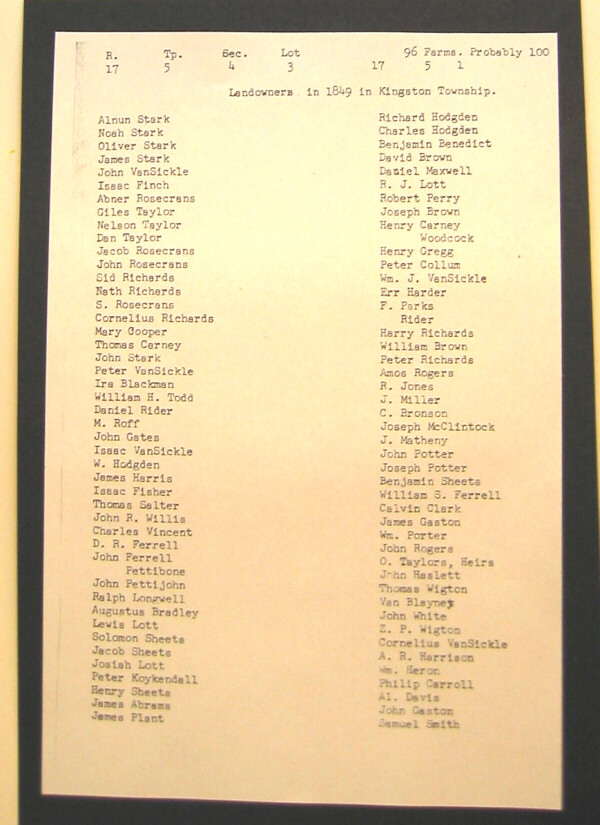 R. Tp. Sec. Lot 96 Farms. Probably 100
17 5 4 3 17 5 1
Landowners in 1849 in Kingston Township.
Alnun Stark
Noah Stark
Oliver Stark
James Stark
John VanSickle
Isaac Finch
Abner Rosecrans
Giles Taylor
Nelson Taylor
Dan Taylor
Jacob Rosecrans
John Rosecrans
Sid Richards
Nath Richards
S. Rosecrans
Cornelius Richards
Mary Cooper
Thomas Carney
John Stark
Peter VanSickle
Ira Blackman
William H. Todd
Daniel Rider
M. Roff
John Gates
Isaac VanSickle
W. Hodgden
James Harris
Isaac Fisher
Thomas Salter
John R. Willis
Charles Vincent
D. R. Ferrell
John Ferrell
Pettibone
John Pettijohn
Ralph Longwell
Augustus Bradley
Lewis Lott
Solomon Sheets
Jacob Sheets
Josiah Lott
Peter Koykendall
Henry Sheets
James Abrams
James Plant
Richard Hodgden
Charles Hodgden
Benjamin Benedict
David Brown
Daniel Maxwell
R. J. Lott
Robert Perry
Joseph Brown
Henry Carney
Woodcock
Henry Gregg
Peter Collum
Wm. J. VanSickle
Err Harder
F. Parks
Rider
Harry Richards
William Brown
Peter Richards
Amos Rogers
R. Jones
J. Miller
C. Bronson
Joseph McClintock
J. Matheny
John Potter
Joseph Potter
Benjamin Sheets
William S. Ferrell
Calvin Clark
James Gaston
Wm. Porter
John Rogers
O. Taylors, Heirs
John Haslett
Thomas Wigton
Van Blayney
John White
Z. P. Wigton
Cornelius VanSickle
A. R. Harrison
Wm. Heron
Philip Carroll
Al. Davis
John Gaston
Samuel Smith